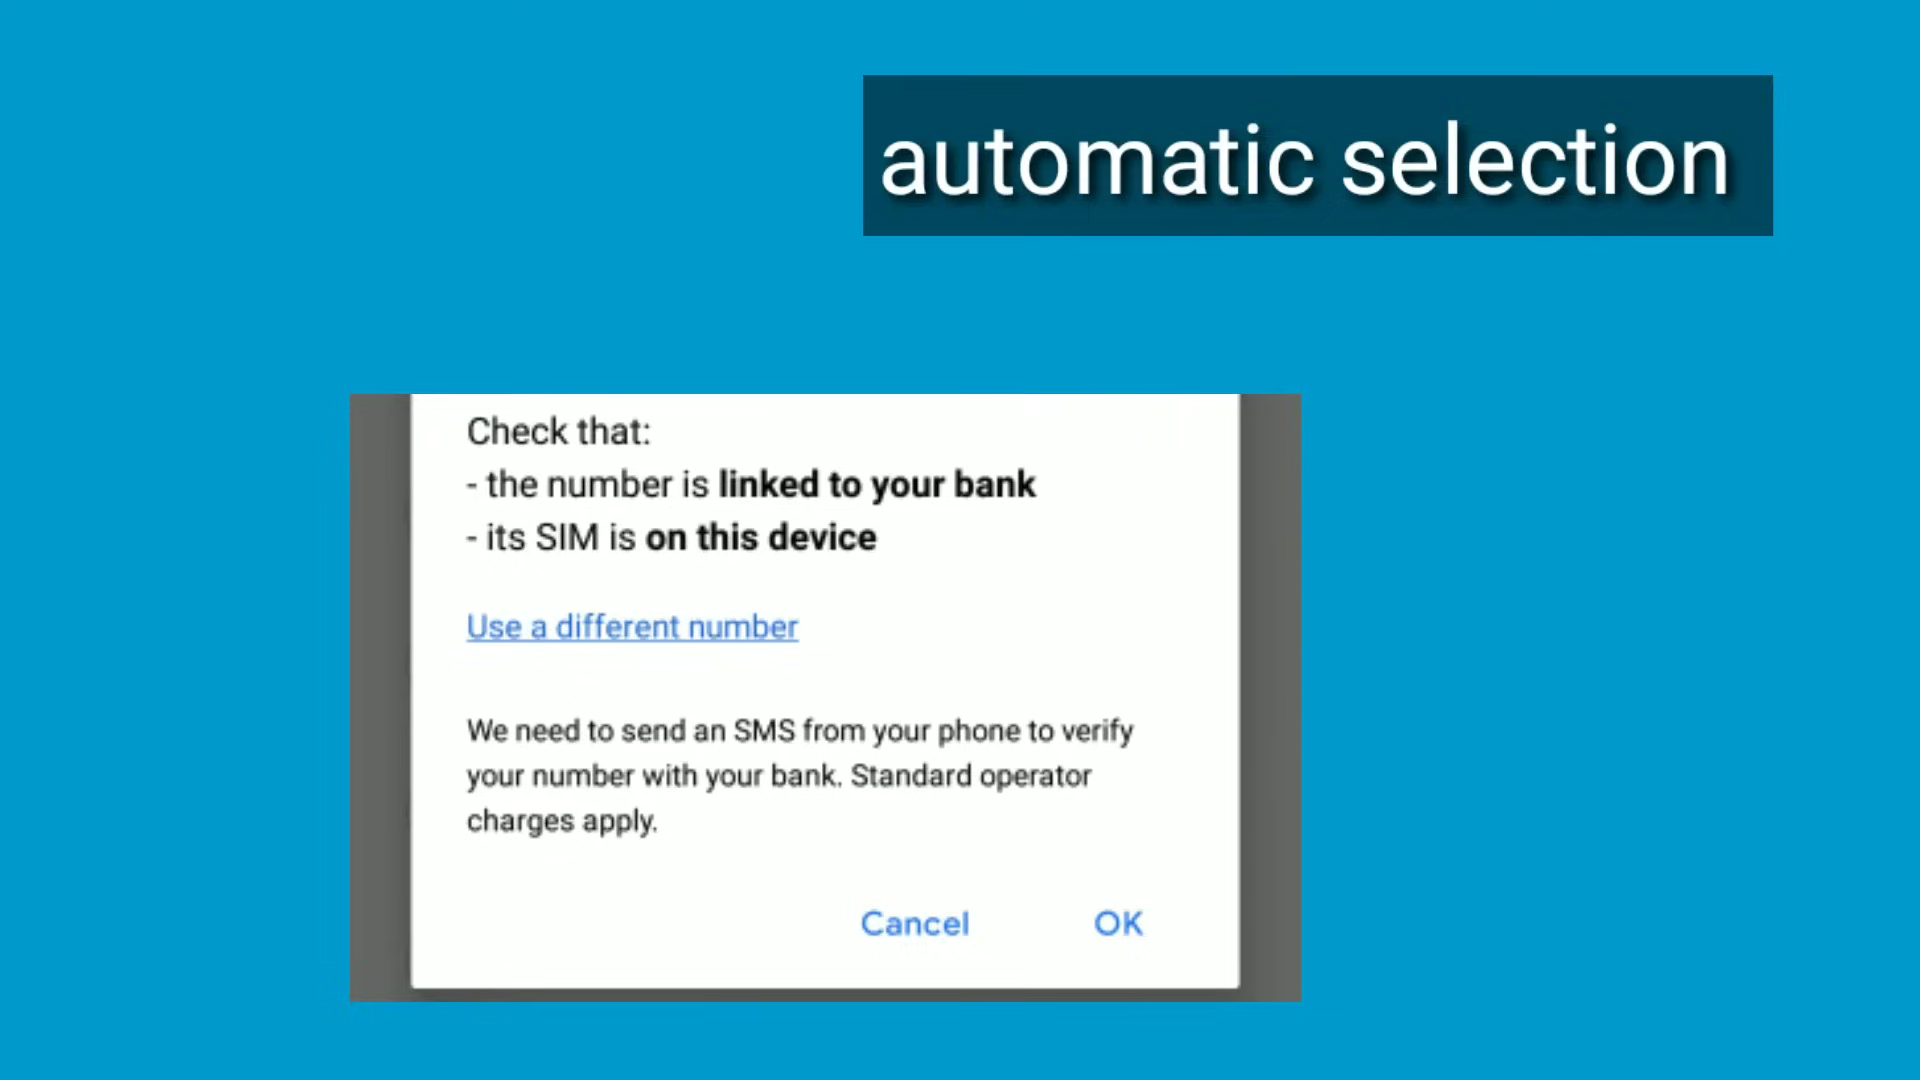 automatic selection
Check that:
- the number is linked to your bank
- its SIM is on this device
Use a different number
We need to send an SMS from your phone to verify
your number with your bank. Standard operator
charges apply.
Cancel OK